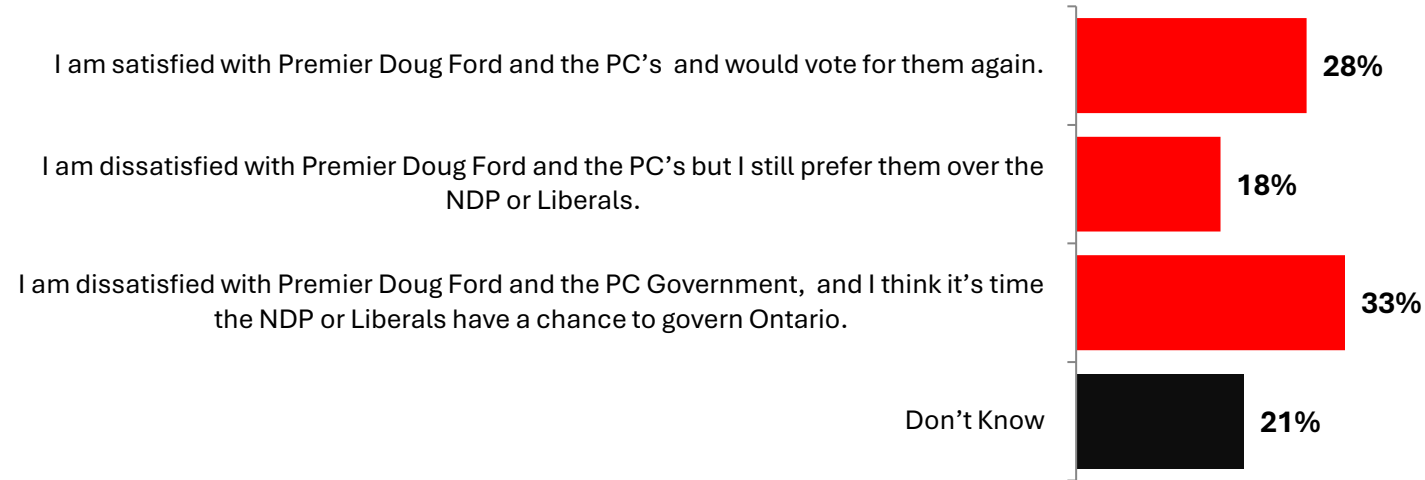 I am satisfied with Premier Doug Ford and the PC’s  and would vote for them again.
28%
I am dissatisfied with Premier Doug Ford and the PC’s but I still prefer them over the
NDP or Liberals.
18%
I am dissatisfied with Premier Doug Ford and the PC Government,  and I think it’s time
the NDP or Liberals have a chance to govern Ontario.
33%
Don’t Know
21%